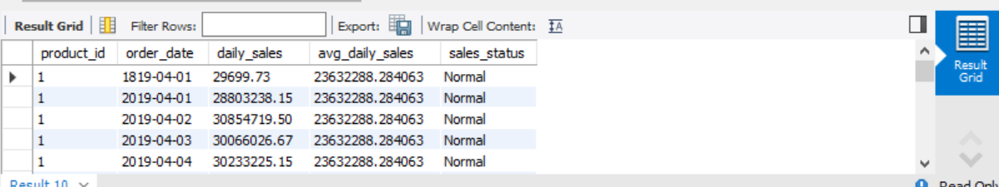 Result Grid Filter Rows: Export: Wrap Cell Content: IA
product_id order_date daily_sales avg_daily_sales sales_status
1 1819-04-01 29699.73 23632288.284063 Normal
1 2019-04-01 28803238.15 23632288.284063 Normal
1 2019-04-02 30854719.50 23632288.284063 Normal
1 2019-04-03 30066026.67 23632288.284063 Normal
1 2019-04-04 30233225.15 23632288.284063 Normal
Result
Grid
Result 10
Read Only